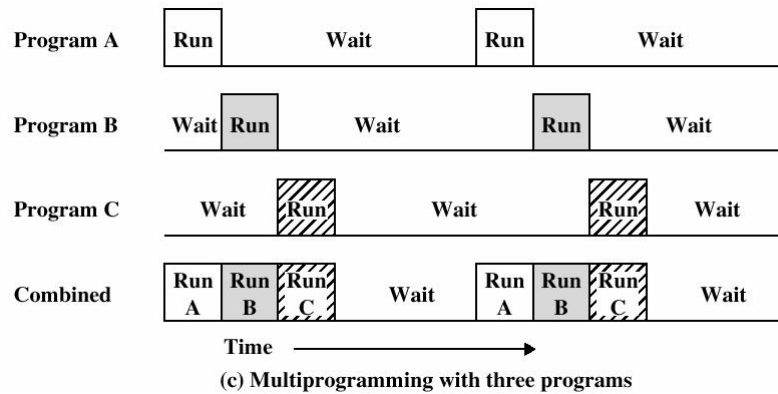 Program A Run Wait Run Wait
Program B Wait Run Wait Run Wait
Program C Wait Run Wait Run Wait
Combined Run A Run B Run C Wait Run A Run B Run C Wait
Time
(c) Multiprogramming with three programs